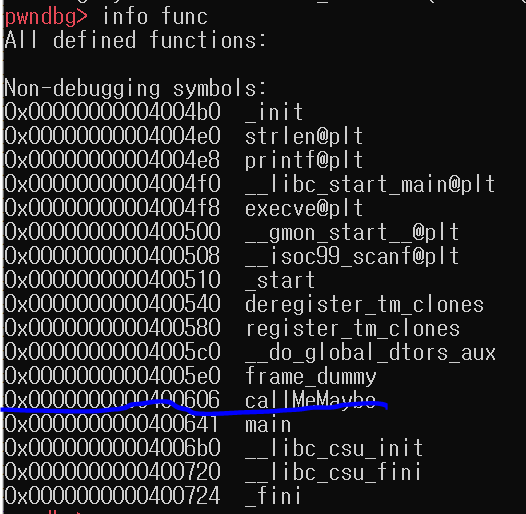 pwndbg> info func
All defined functions:
Non-debugging symbols:
0x00000000004004b0 _init
0x00000000004004e0 strlen@plt
0x00000000004004e8 printf@plt
0x00000000004004f0 __libc_start_main@plt
0x00000000004004f8 execve@plt
0x0000000000400500 __gmon_start__@plt
0x0000000000400508 __isoc99_scanf@plt
0x0000000000400510 _start
0x0000000000400540 deregister_tm_clones
0x0000000000400580 register_tm_clones
0x00000000004005c0 __do_global_dtors_aux
0x00000000004005e0 frame_dummy
0x0000000000400606 callMeMaybe
0x0000000000400641 main
0x00000000004006b0 __libc_csu_init
0x0000000000400720 __libc_csu_fini
0x0000000000400724 _fini